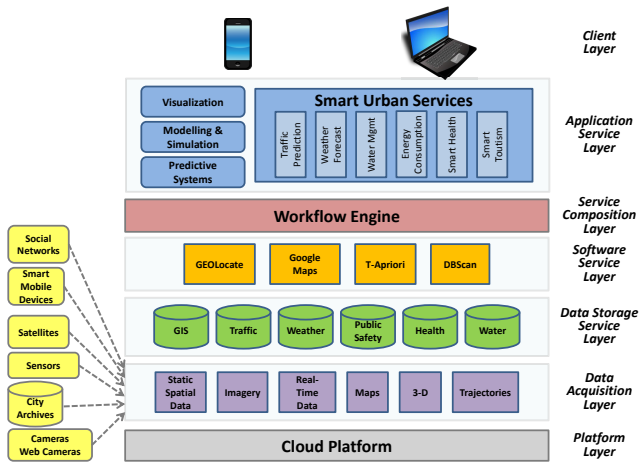 Client
Layer
Visualization
Modelling &
Simulation
Predictive
Systems
Smart Urban Services
Traffic
Prediction
Weather
Forecast
Water Mgmt
Energy
Consumption
Smart Health
Smart
Toutism
Application
Service
Layer
Workflow Engine
Service
Composition
Layer
GEOLocate
Google
Maps
T-Apriori
DBScan
Software
Service
Layer
GIS
Traffic
Weather
Public
Safety
Health
Water
Data Storage
Service
Layer
Static
Spatial
Data
Imagery
Real-
Time
Data
Maps
3-D
Trajectories
Data
Acquisition
Layer
Cloud Platform
Platform
Layer
Social
Networks
Smart
Mobile
Devices
Satellites
Sensors
City
Archives
Cameras
Web Cameras